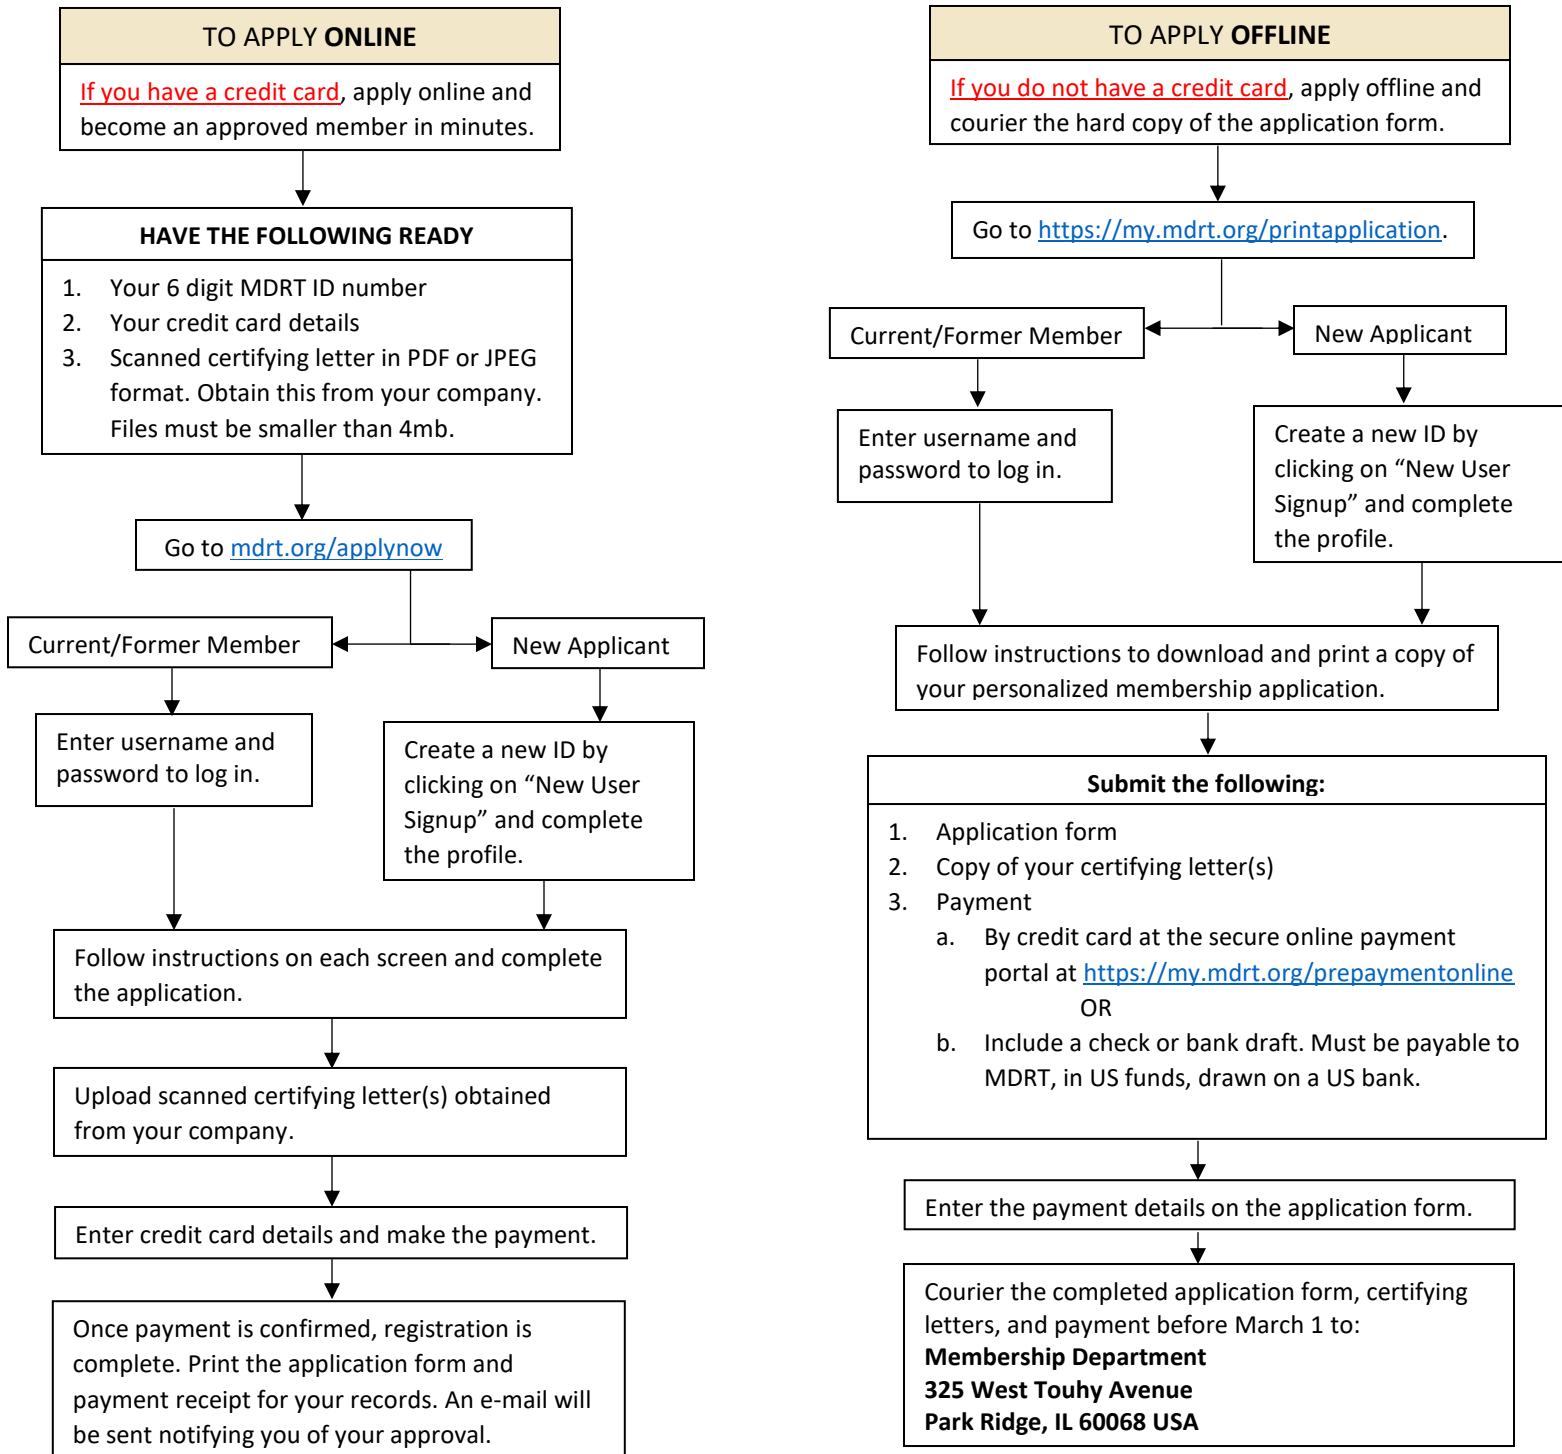 TO APPLY ONLINE
If you have a credit card, apply online and
become an approved member in minutes.
HAVE THE FOLLOWING READY
1. Your 6 digit MDRT ID number
2. Your credit card details
3. Scanned certifying letter in PDF or JPEG
format. Obtain this from your company.
Files must be smaller than 4mb.
Go to mdrt.org/applynow
Current/Former Member
New Applicant
Enter username and
password to log in.
Create a new ID by
clicking on “New User
Signup” and complete
the profile.
Follow instructions on each screen and complete
the application.
Upload scanned certifying letter(s) obtained
from your company.
Enter credit card details and make the payment.
Once payment is confirmed, registration is
complete. Print the application form and
payment receipt for your records. An e-mail will
be sent notifying you of your approval.
TO APPLY OFFLINE
If you do not have a credit card, apply offline and
courier the hard copy of the application form.
Go to https://my.mdrt.org/printapplication.
Current/Former Member
New Applicant
Enter username and
password to log in.
Create a new ID by
clicking on “New User
Signup” and complete
the profile.
Follow instructions to download and print a copy of
your personalized membership application.
Submit the following:
1. Application form
2. Copy of your certifying letter(s)
3. Payment
a. By credit card at the secure online payment
portal at https://my.mdrt.org/prepaymentonline
OR
b. Include a check or bank draft. Must be payable to
MDRT, in US funds, drawn on a US bank.
Enter the payment details on the application form.
Courier the completed application form, certifying
letters, and payment before March 1 to:
Membership Department
325 West Touhy Avenue
Park Ridge, IL 60068 USA